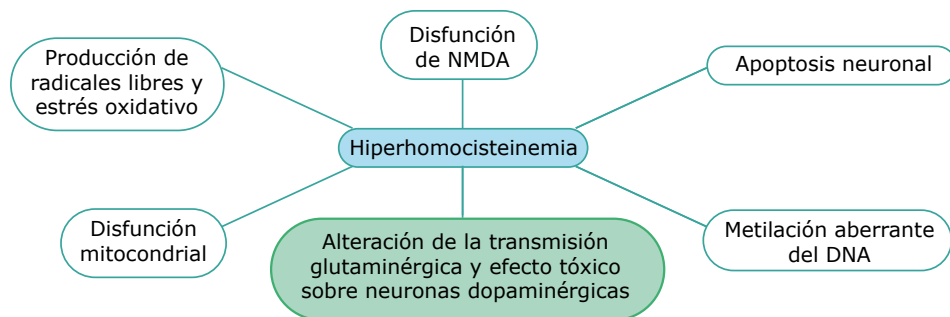 Producción de
radicales libres y
estrés oxidativo
Disfunción
de NMDA
Apoptosis neuronal
Hiperhomocisteinemia
Disfunción
mitocondrial
Alteración de la transmisión
glutaminérgica y efecto tóxico
sobre neuronas dopaminérgicas
Metilación aberrante
del DNA